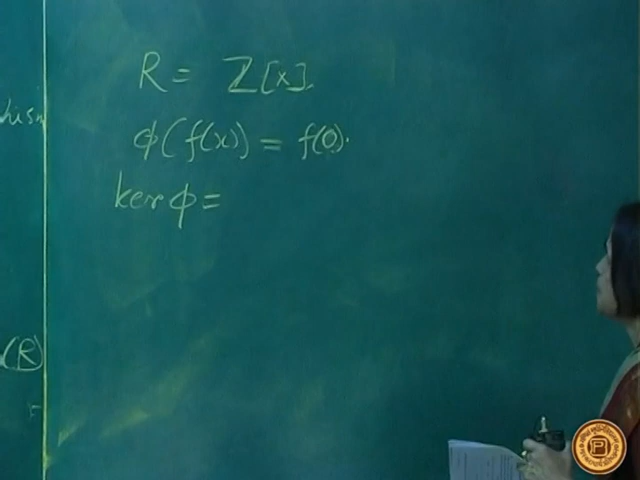 R = Z[x].
φ(f(x)) = f(0).
ker φ =
(R)